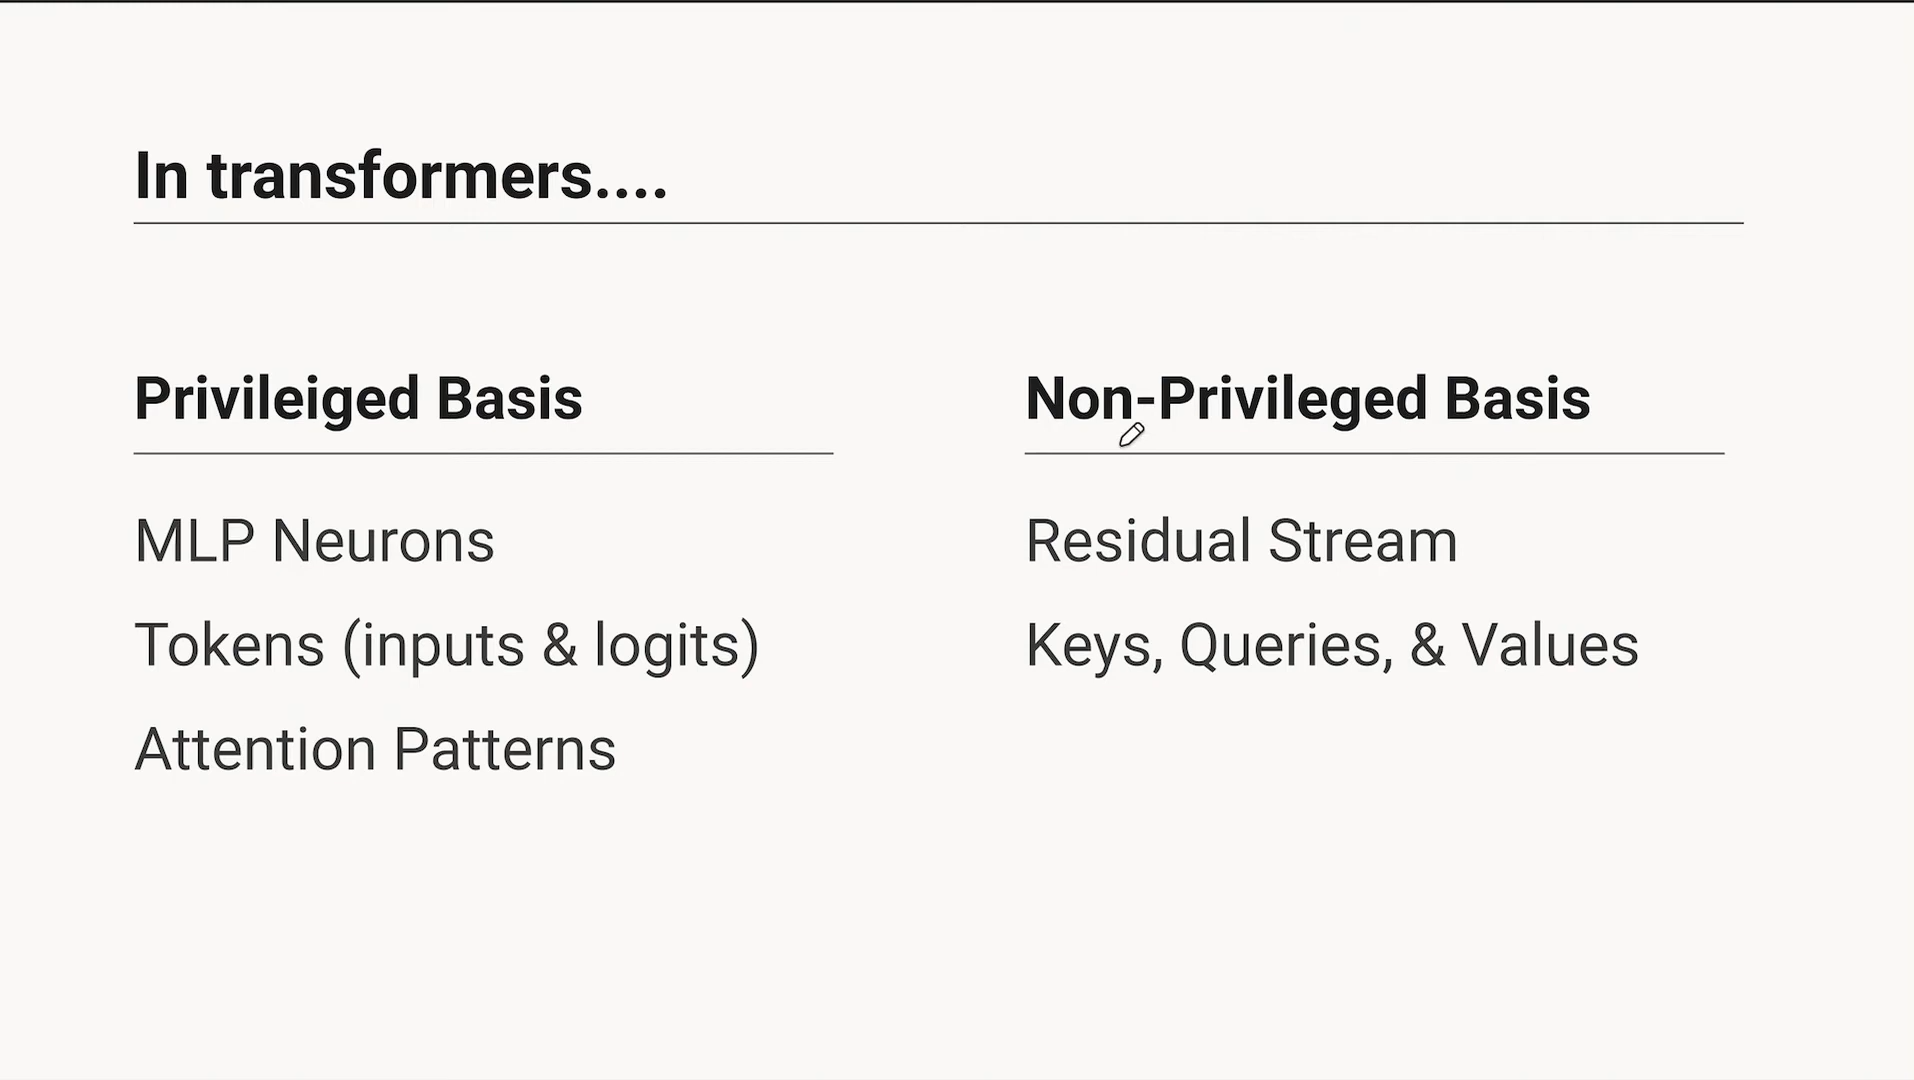 In transformers....
Privileiged Basis
MLP Neurons
Tokens (inputs & logits)
Attention Patterns
Non-Privileged Basis
Residual Stream
Keys, Queries, & Values